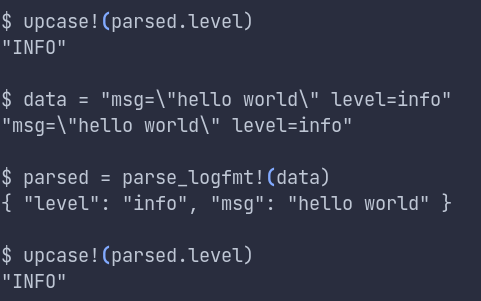 $ upcase!(parsed.level)
"INFO"
$ data = "msg=\"hello world\" level=info"
"msg=\"hello world\" level=info"
$ parsed = parse_logfmt!(data)
{ "level": "info", "msg": "hello world" }
$ upcase!(parsed.level)
"INFO"